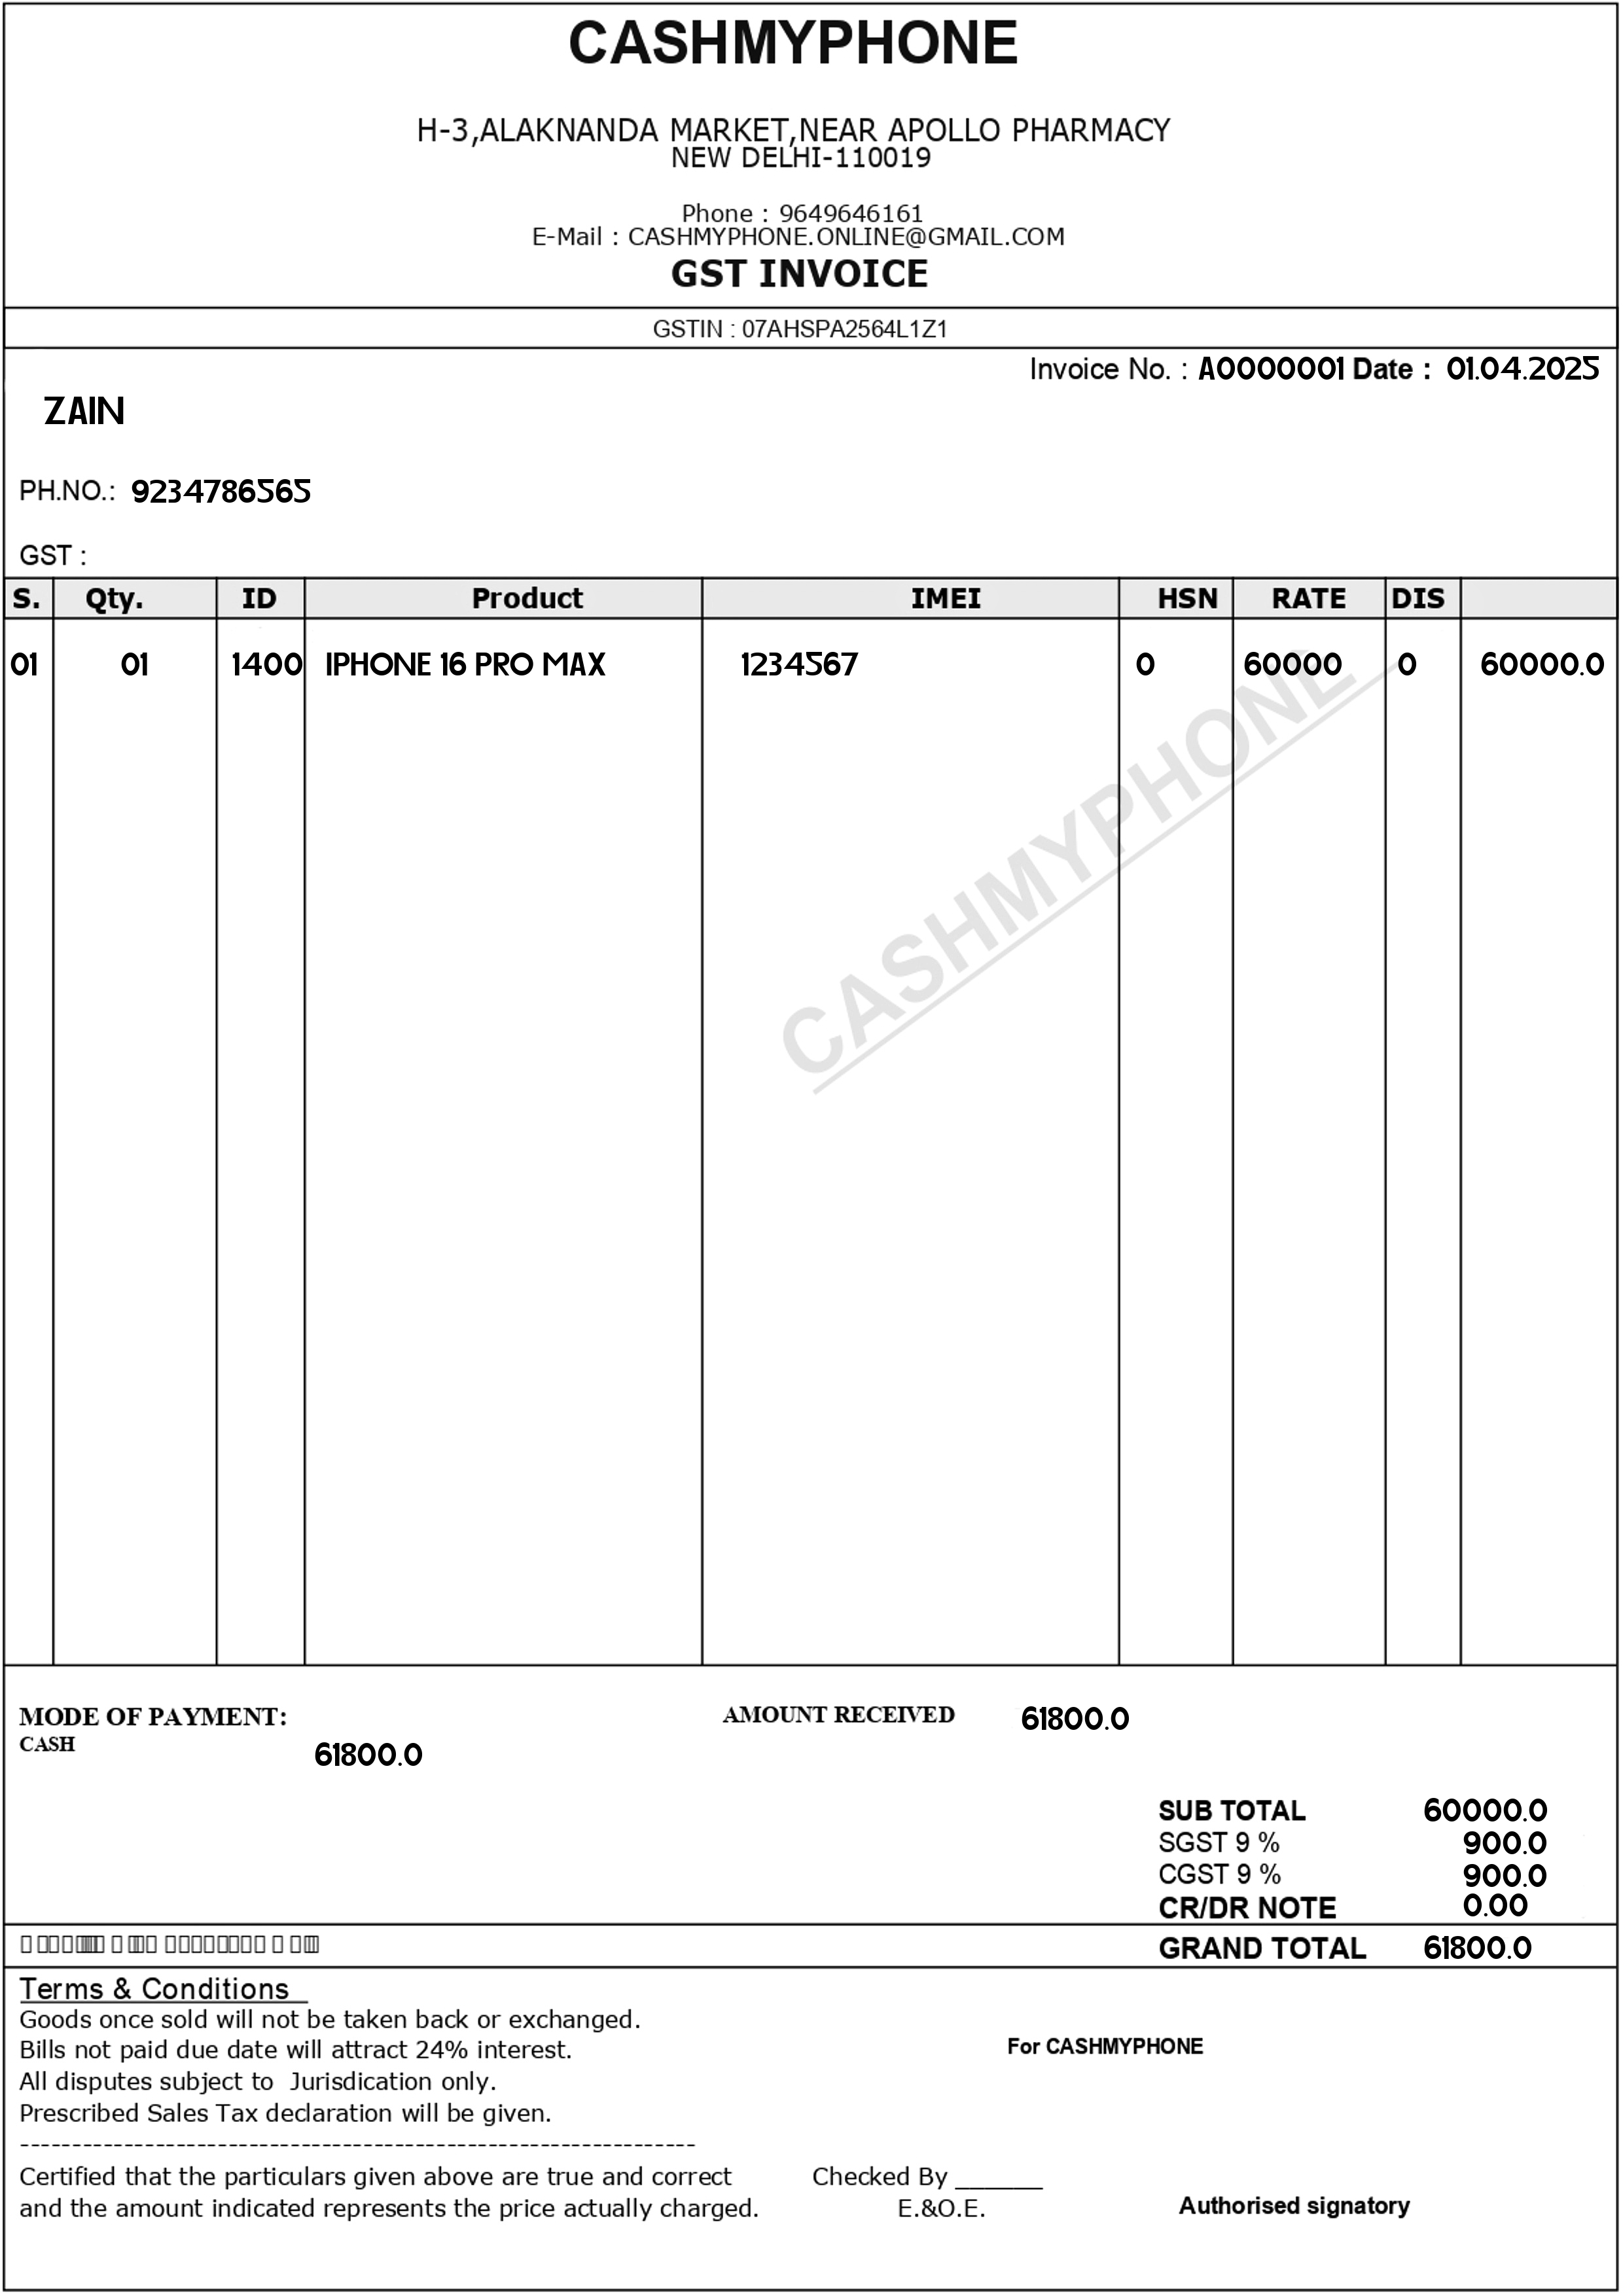 CASHMYPHONE
H-3,ALAKNANDA MARKET,NEAR APOLLO PHARMACY
NEW DELHI-110019
Phone : 9649646161
E-Mail : CASHMYPHONE.ONLINE@GMAIL.COM
GST INVOICE
GSTIN : 07AHSPA2564L1Z1
Invoice No. : A0000001 Date : 01.04.2025
ZAIN
PH.NO.: 9234786565
GST :
S. Qty. ID Product IMEI HSN RATE DIS
01 01 1400 IPHONE 16 PRO MAX 1234567 0 60000 0 60000.0
CASHMYPHONE
MODE OF PAYMENT: AMOUNT RECEIVED 61800.0
CASH 61800.0
SUB TOTAL 60000.0
SGST 9 % 900.0
CGST 9 % 900.0
CR/DR NOTE 0.00
GRAND TOTAL 61800.0
Terms & Conditions
Goods once sold will not be taken back or exchanged.
Bills not paid due date will attract 24% interest.
For CASHMYPHONE
All disputes subject to Jurisdication only.
Prescribed Sales Tax declaration will be given.
-----------------------------------------------------------------
Certified that the particulars given above are true and correct Checked By ______
and the amount indicated represents the price actually charged. E.&O.E. Authorised signatory